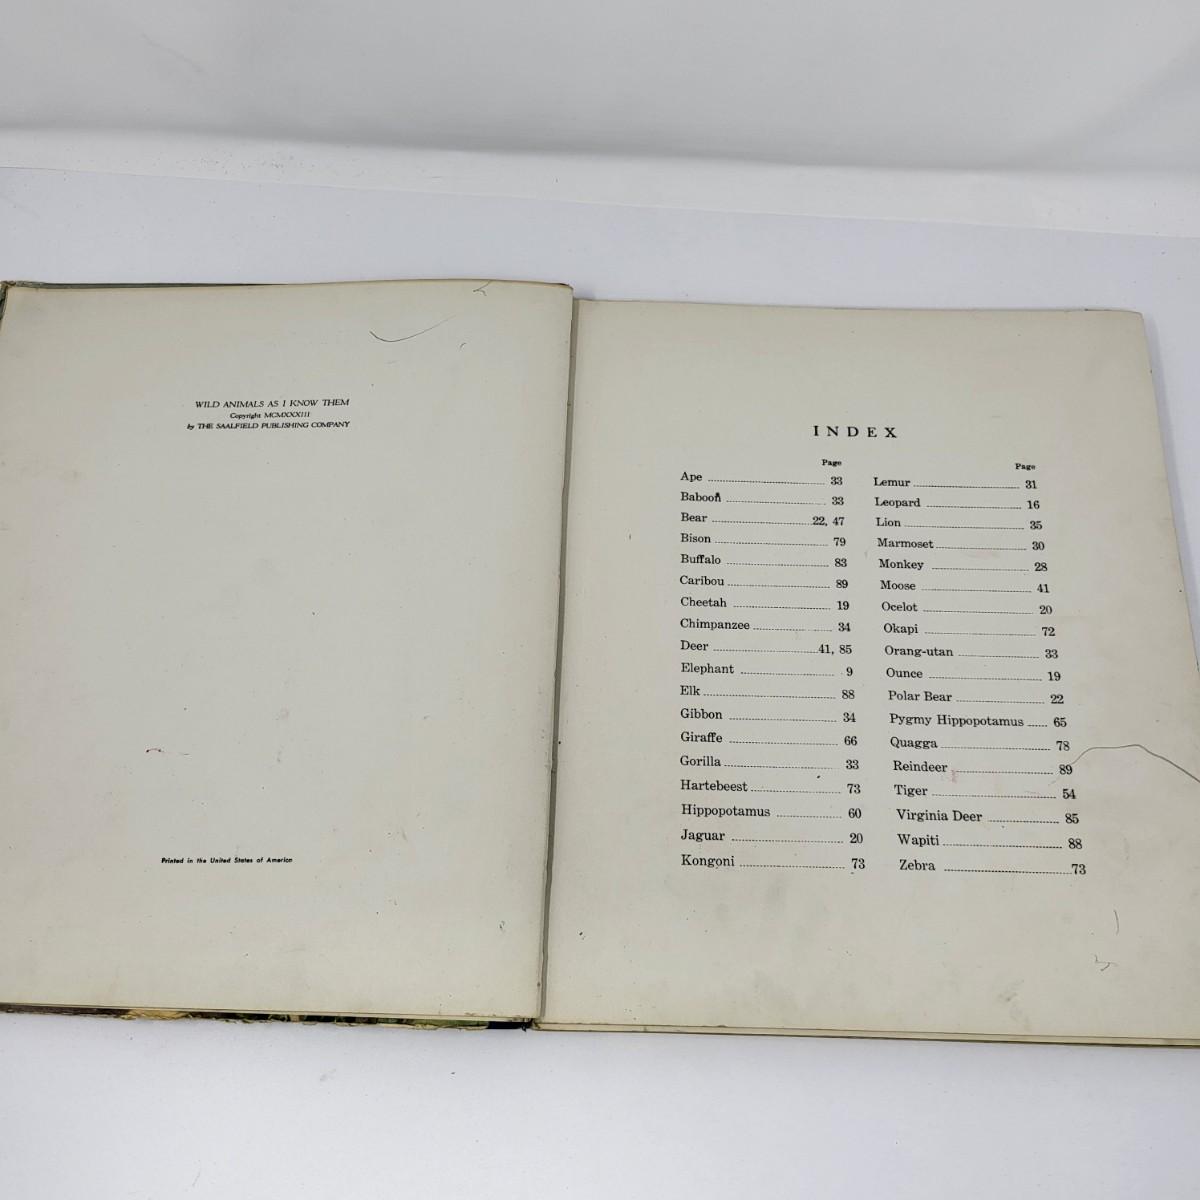 WILD ANIMALS AS I KNOW THEM
Copyright MCMXXXIII
by THE SAALFIELD PUBLISHING COMPANY
Printed in the United States of America
INDEX
Page
Ape 33
Baboon 33
Bear 22, 47
Bison 79
Buffalo 83
Caribou 89
Cheetah 19
Chimpanzee 34
Deer 41, 85
Elephant 9
Elk 88
Gibbon 34
Giraffe 66
Gorilla 33
Hartebeest 73
Hippopotamus 60
Jaguar 20
Kongoni 73
Page
Lemur 31
Leopard 16
Lion 35
Marmoset 30
Monkey 28
Moose 41
Ocelot 20
Okapi 72
Orang-utan 33
Ounce 19
Polar Bear 22
Pygmy Hippopotamus 65
Quagga 78
Reindeer 89
Tiger 54
Virginia Deer 85
Wapiti 88
Zebra 73